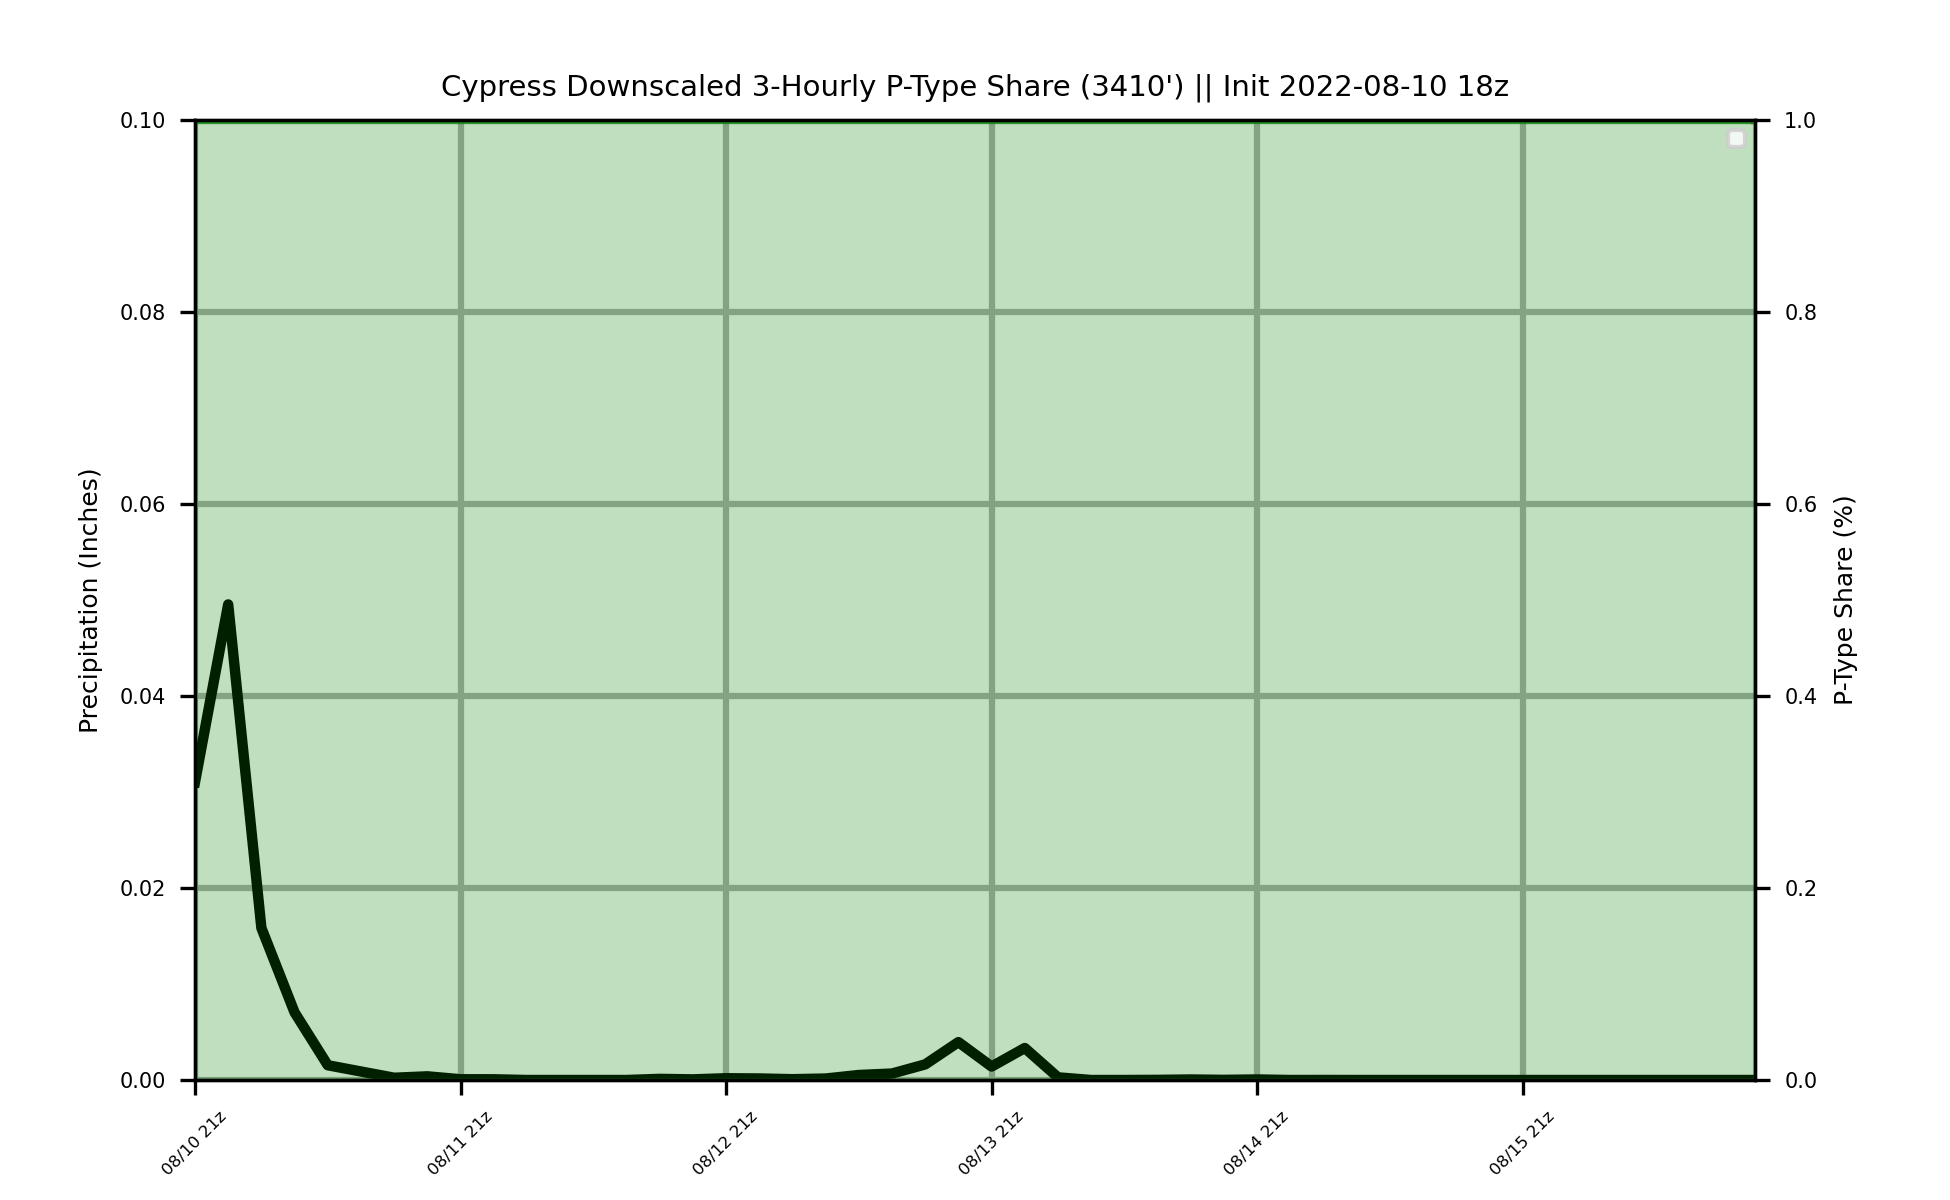 Cypress Downscaled 3-Hourly P-Type Share (3410') || Init 2022-08-10 18z
Precipitation (Inches)
0.10
0.08
0.06
0.04
0.02
0.00
1.0
0.8
0.6
0.4
0.2
0.0
P-Type Share (%)
08/10 21z
08/11 21z
08/12 21z
08/13 21z
08/14 21z
08/15 21z